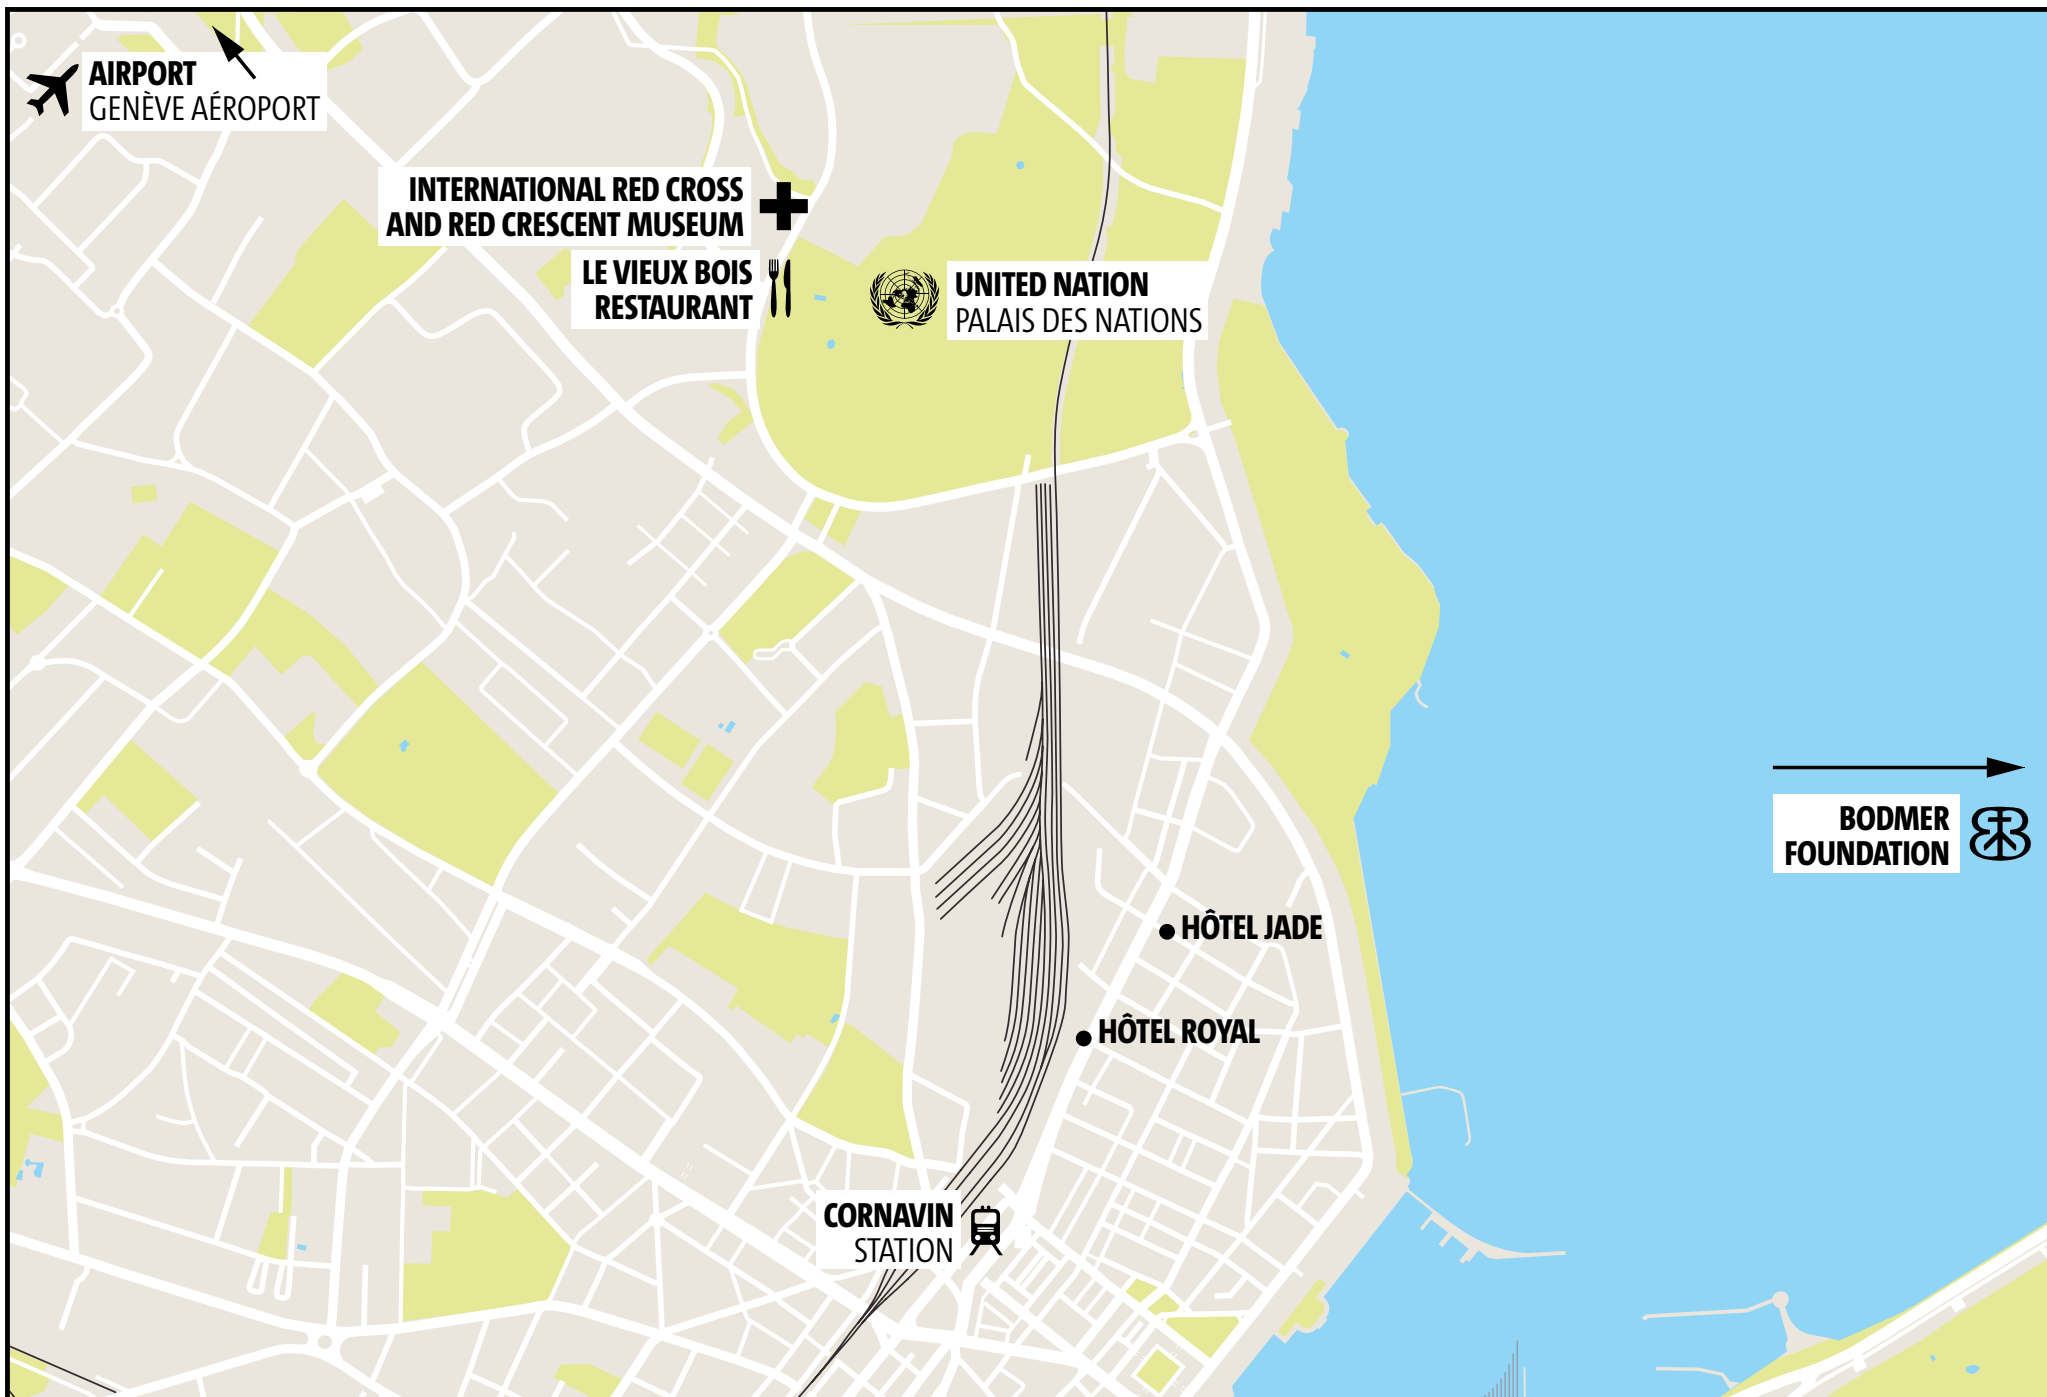 AIRPORT
GENÈVE AÉROPORT
INTERNATIONAL RED CROSS
AND RED CRESCENT MUSEUM
LE VIEUX BOIS
RESTAURANT
UNITED NATION
PALAIS DES NATIONS
BODMER
FOUNDATION
HÔTEL JADE
HÔTEL ROYAL
CORNAVIN
STATION